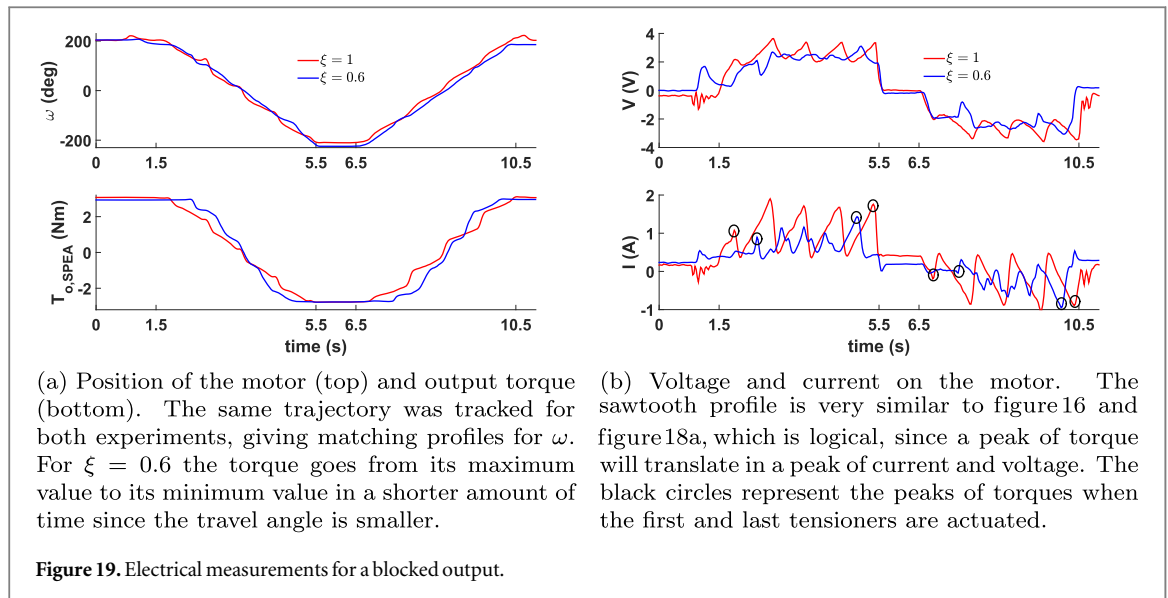 200
0
-200
ω (deg)
ξ = 1
ξ = 0.6
0 1.5 5.5 6.5 10.5
2
0
-2
T o,SPEA (Nm)
0 1.5 5.5 6.5 10.5
time (s)
4
2
0
-2
-4
V (V)
ξ = 1
ξ = 0.6
0 1.5 5.5 6.5 10.5
2
1
0
-1
I (A)
0 1.5 5.5 6.5 10.5
time (s)
(a) Position of the motor (top) and output torque
(bottom). The same trajectory was tracked for
both experiments, giving matching profiles for ω.
For ξ = 0.6 the torque goes from its maximum
value to its minimum value in a shorter amount of
time since the travel angle is smaller.
(b) Voltage and current on the motor. The
sawtooth profile is very similar to figure 16 and
figure 18a, which is logical, since a peak of torque
will translate in a peak of current and voltage. The
black circles represent the peaks of torques when
the first and last tensioners are actuated.
Figure 19. Electrical measurements for a blocked output.